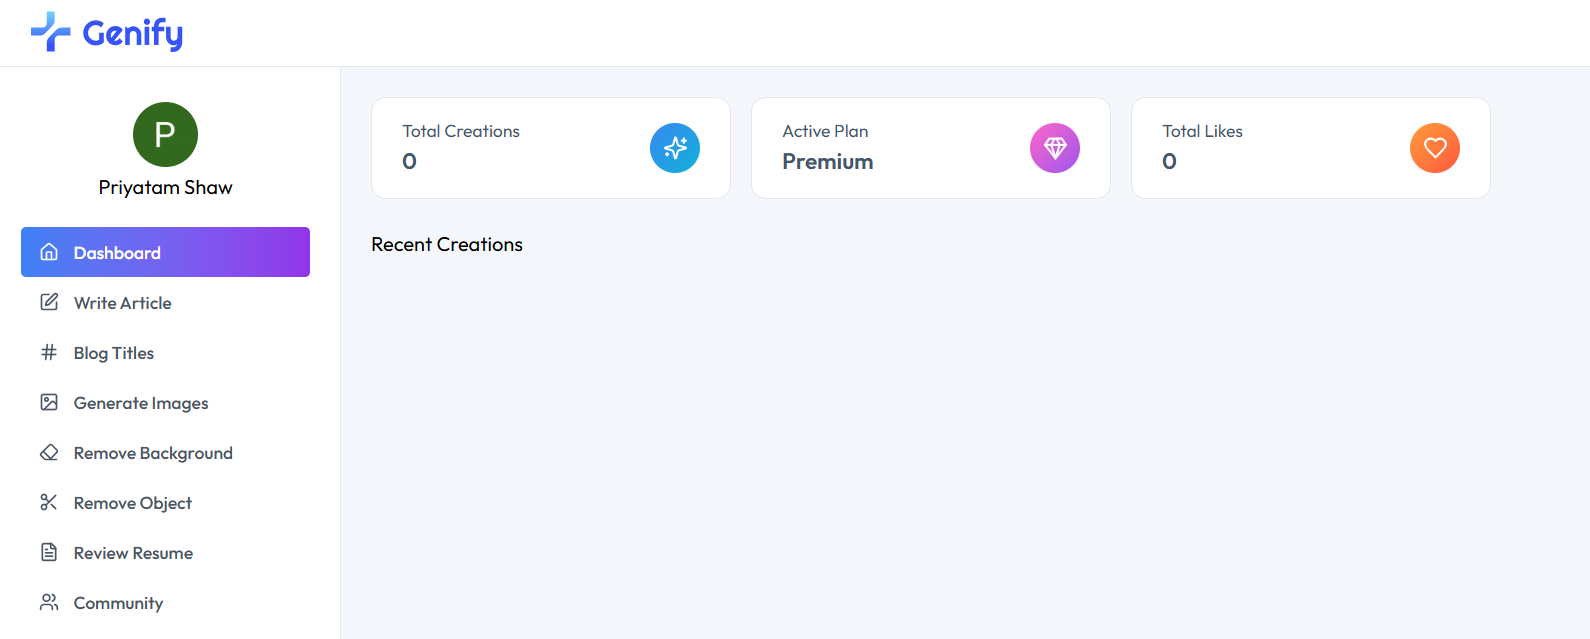 Genify
P
Priyatam Shaw
Dashboard
Write Article
Blog Titles
Generate Images
Remove Background
Remove Object
Review Resume
Community
Total Creations
0
Active Plan
Premium
Total Likes
0
Recent Creations